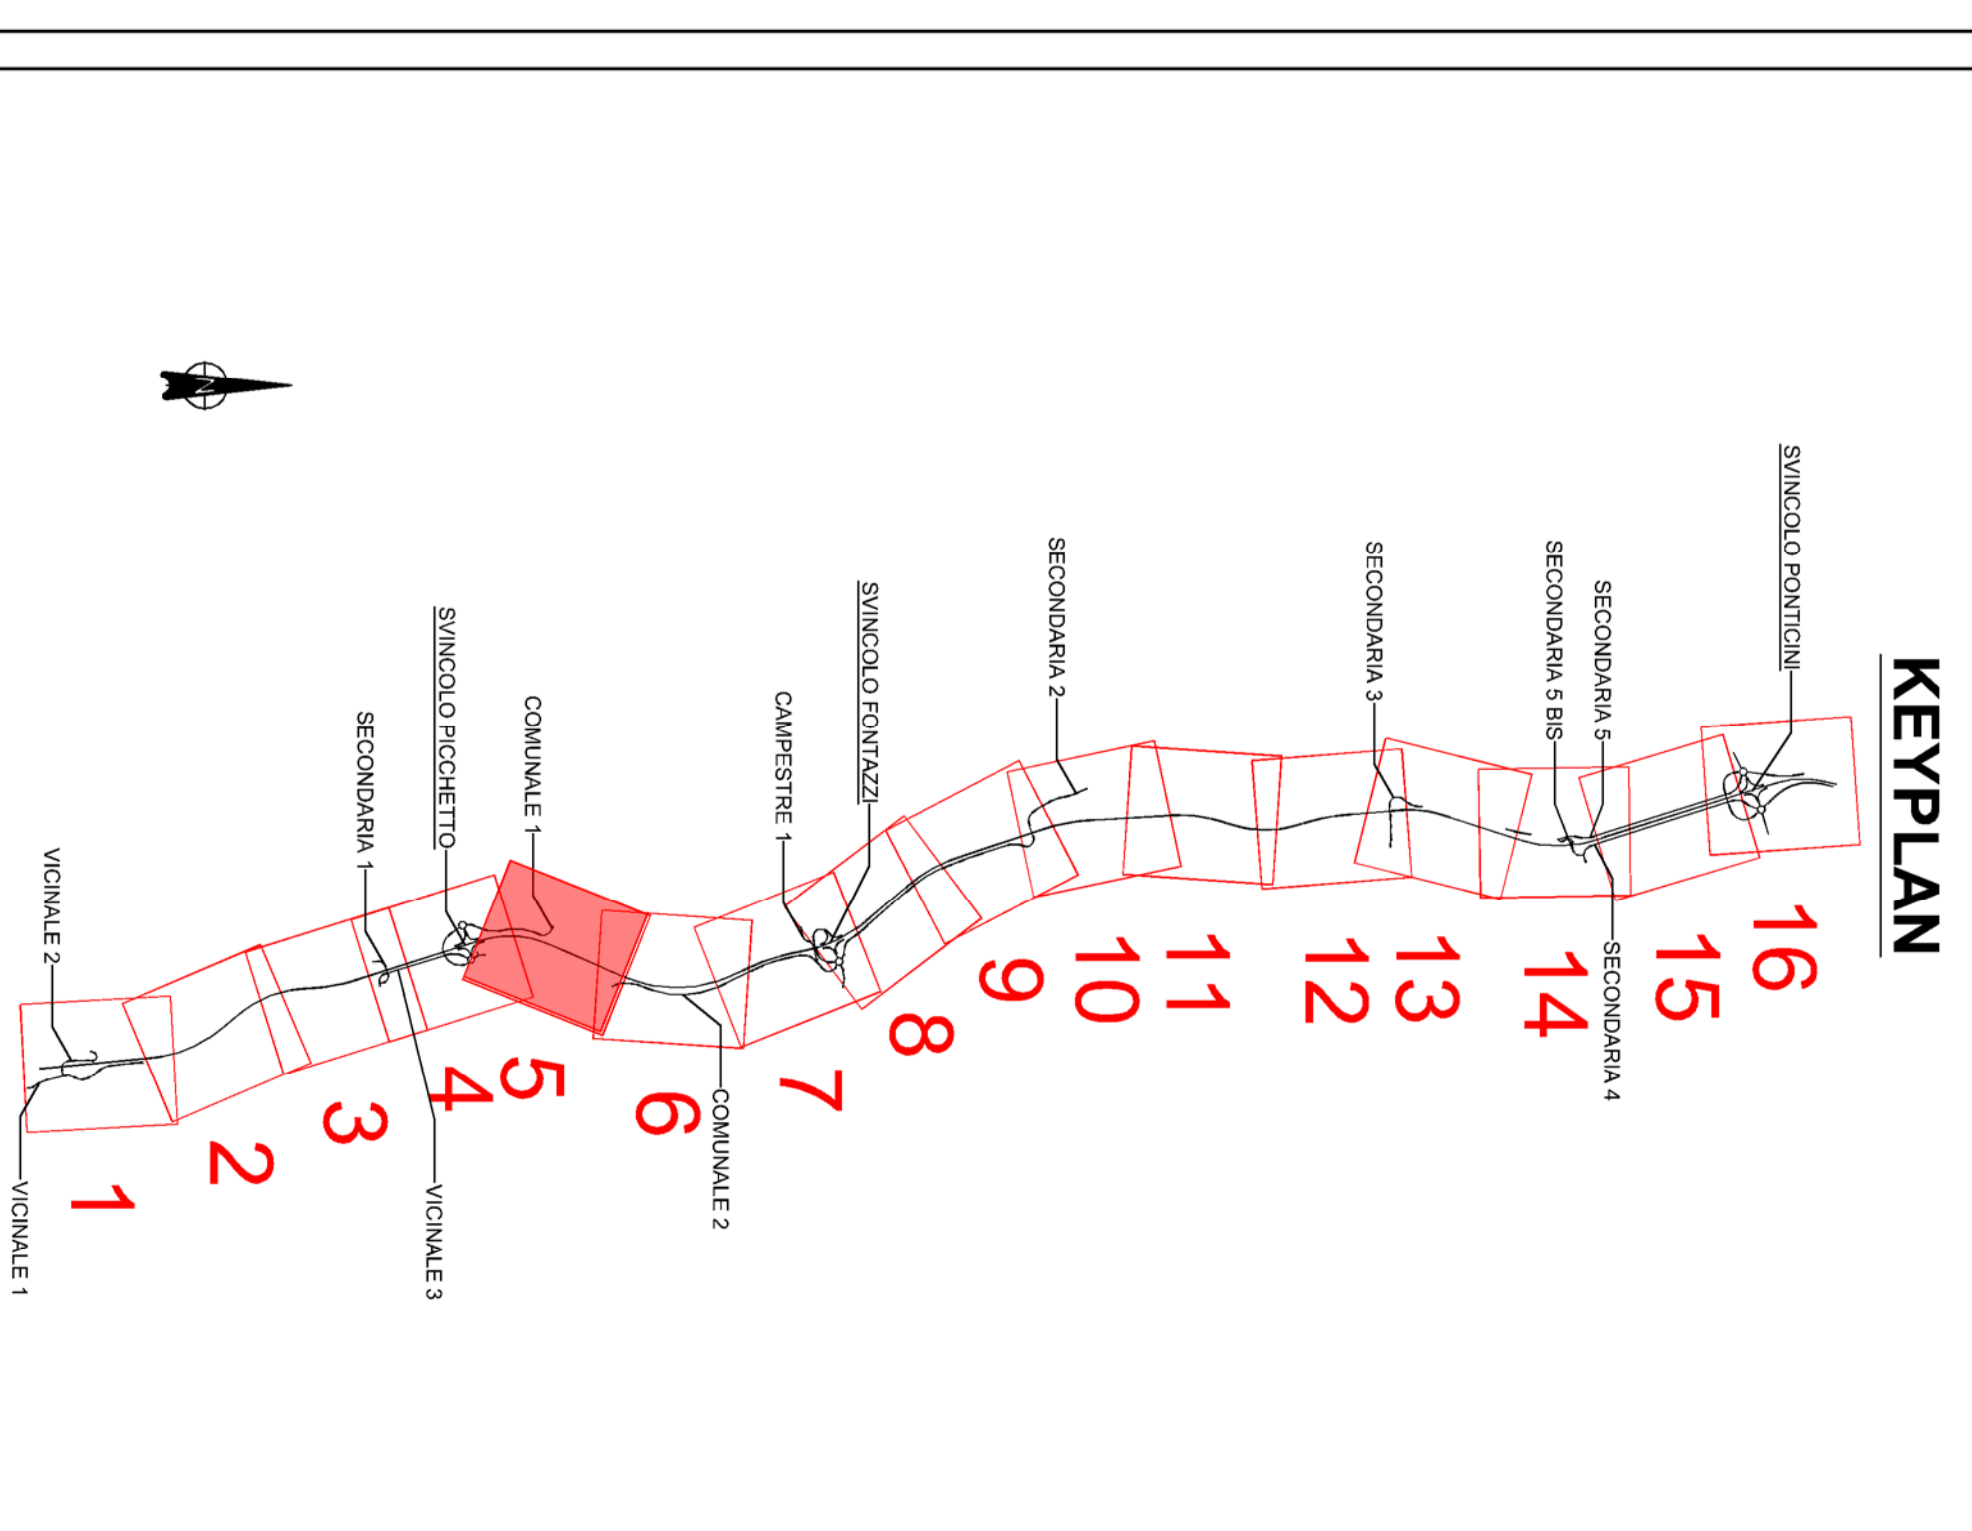 KEYPLAN
SVINCOLO PONTICINI
16
SECONDARIA 5
SECONDARIA 5 BIS
15
SECONDARIA 4
14
SECONDARIA 3
13
12
11
SECONDARIA 2
10
9
SVINCOLO FONTAZZI
8
CAMPESTRE 1
7
COMUNALE 2
6
COMUNALE 1
5
SVINCOLO PICCHETTO
4
VICINALE 3
SECONDARIA 1
3
N
2
VICINALE 2
1
VICINALE 1